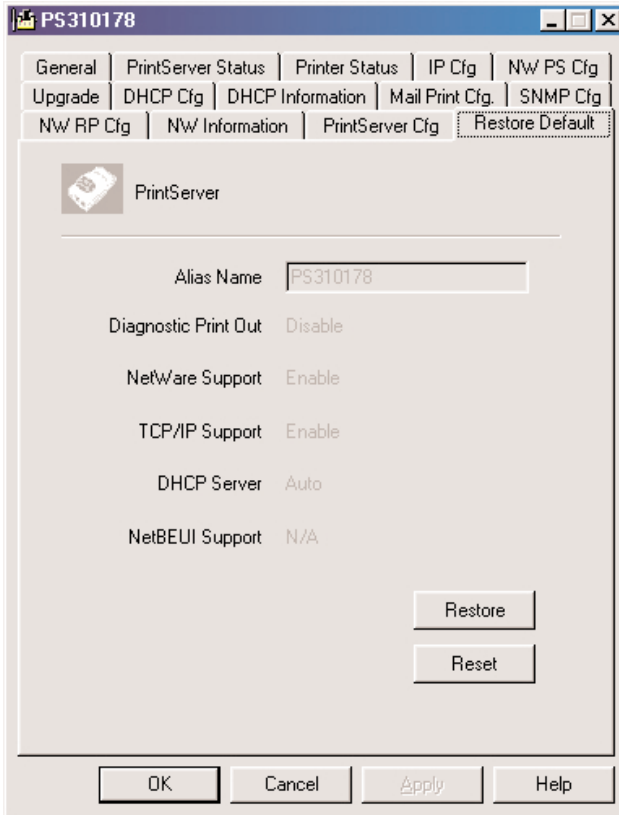 PS310178
General PrintServer Status Printer Status IP Cfg NW PS Cfg
Upgrade DHCP Cfg DHCP Information Mail Print Cfg. SNMP Cfg
NW RP Cfg NW Information PrintServer Cfg Restore Default
PrintServer
Alias Name PS310178
Diagnostic Print Out Disable
NetWare Support Enable
TCP/IP Support Enable
DHCP Server Auto
NetBEUI Support N/A
Restore
Reset
OK Cancel Apply Help